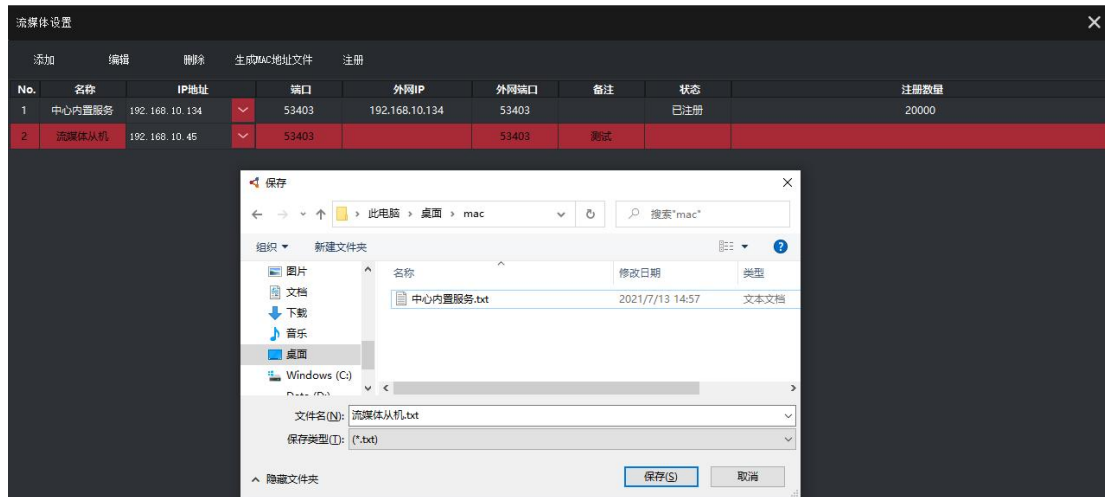 流媒体设置
添加 编辑 删除 生成MAC地址文件 注册
No. 名称 IP地址 端口 外网IP 外网端口 备注 状态 注册数量
1 中心内置服务 192.168.10.134 53403 192.168.10.134 53403 已注册 20000
2 流媒体从机 192.168.10.45 53403 53403 测试
保存
此电脑 › 桌面 › mac 搜索"mac"
组织 新建文件夹
图片 名称 修改日期 类型
文档 中心内置服务.txt 2021/7/13 14:57 文本文档
下载
音乐
桌面
Windows (C:)
文件名(N): 流媒体从机.txt
保存类型(T): (*.txt)
隐藏文件夹 保存(S) 取消